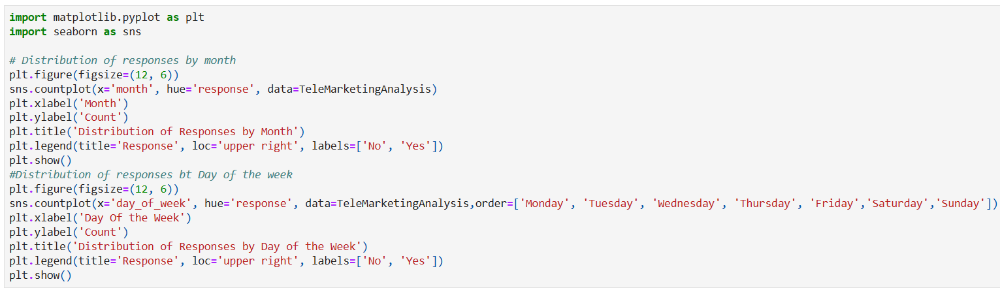 import matplotlib.pyplot as plt
import seaborn as sns
# Distribution of responses by month
plt.figure(figsize=(12, 6))
sns.countplot(x='month', hue='response', data=TeleMarketingAnalysis)
plt.xlabel('Month')
plt.ylabel('Count')
plt.title('Distribution of Responses by Month')
plt.legend(title='Response', loc='upper right', labels=['No', 'Yes'])
plt.show()
#Distribution of responses bt Day of the week
plt.figure(figsize=(12, 6))
sns.countplot(x='day_of_week', hue='response', data=TeleMarketingAnalysis,order=['Monday', 'Tuesday', 'Wednesday', 'Thursday', 'Friday','Saturday','Sunday'])
plt.xlabel('Day Of the Week')
plt.ylabel('Count')
plt.title('Distribution of Responses by Day of the Week')
plt.legend(title='Response', loc='upper right', labels=['No', 'Yes'])
plt.show()